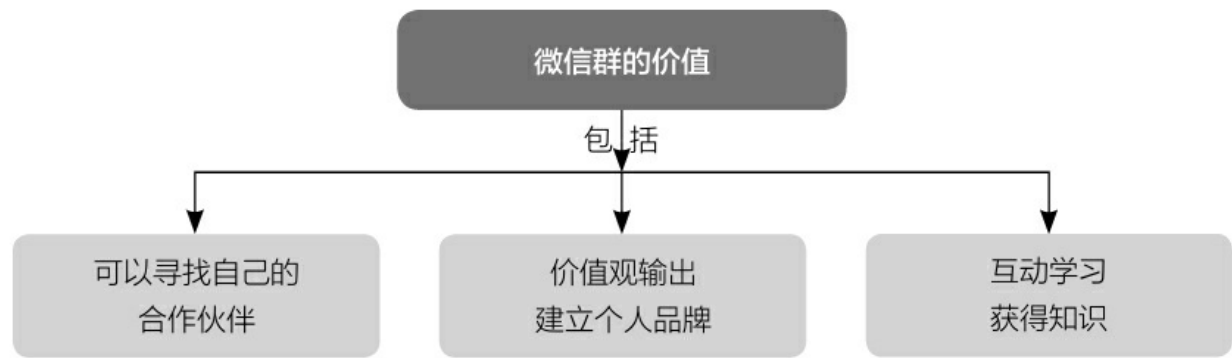 微信群的价值
包括
可以寻找自己的
合作伙伴
价值观输出
建立个人品牌
互动学习
获得知识